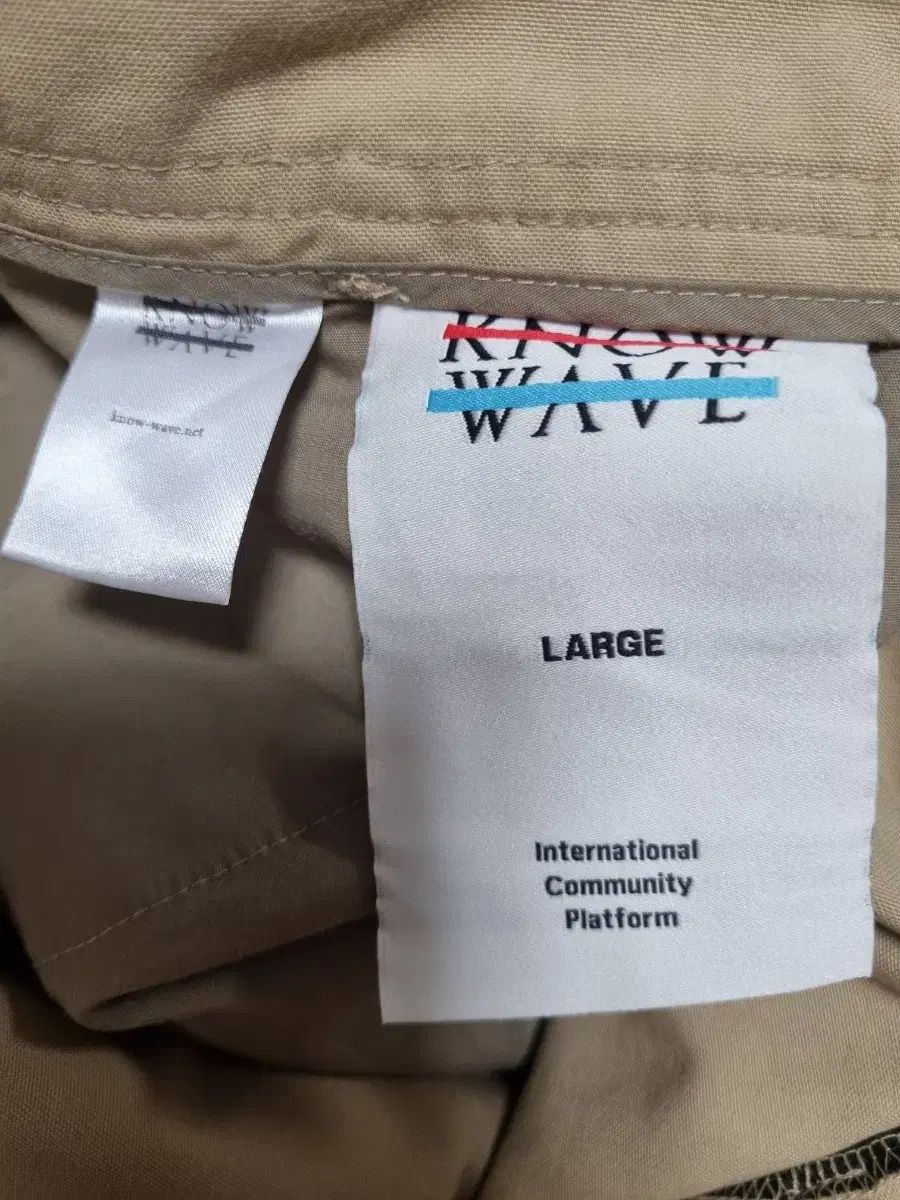 KNOW
WAVE
know-wave.net
KNOW
WAVE
LARGE
International
Community
Platform